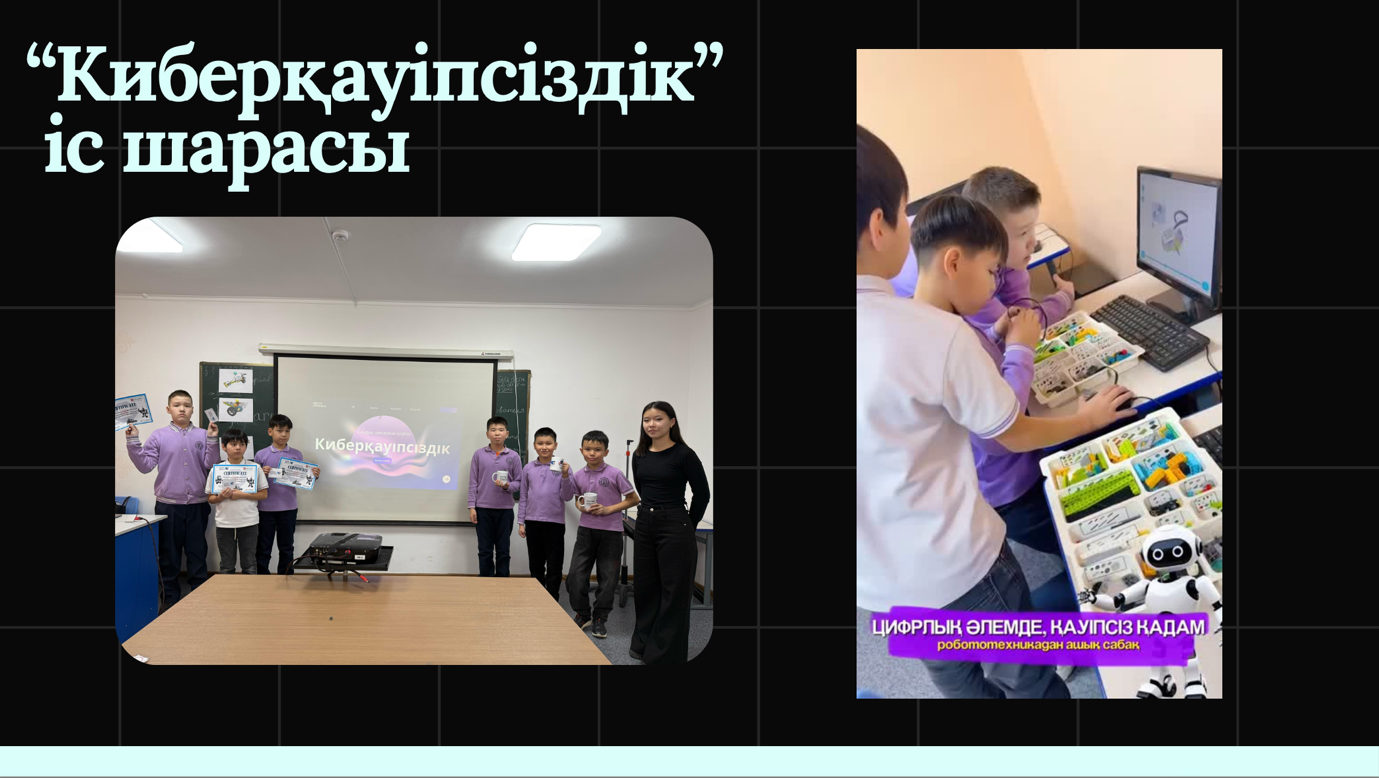 “Киберқауіпсіздік”
іс шарасы
Киберқауіпсіздік
ЦИФРЛЫҚ ӘЛЕМДЕ, ҚАУІПСІЗ ҚАДАМ
робототехникадан ашық сабақ